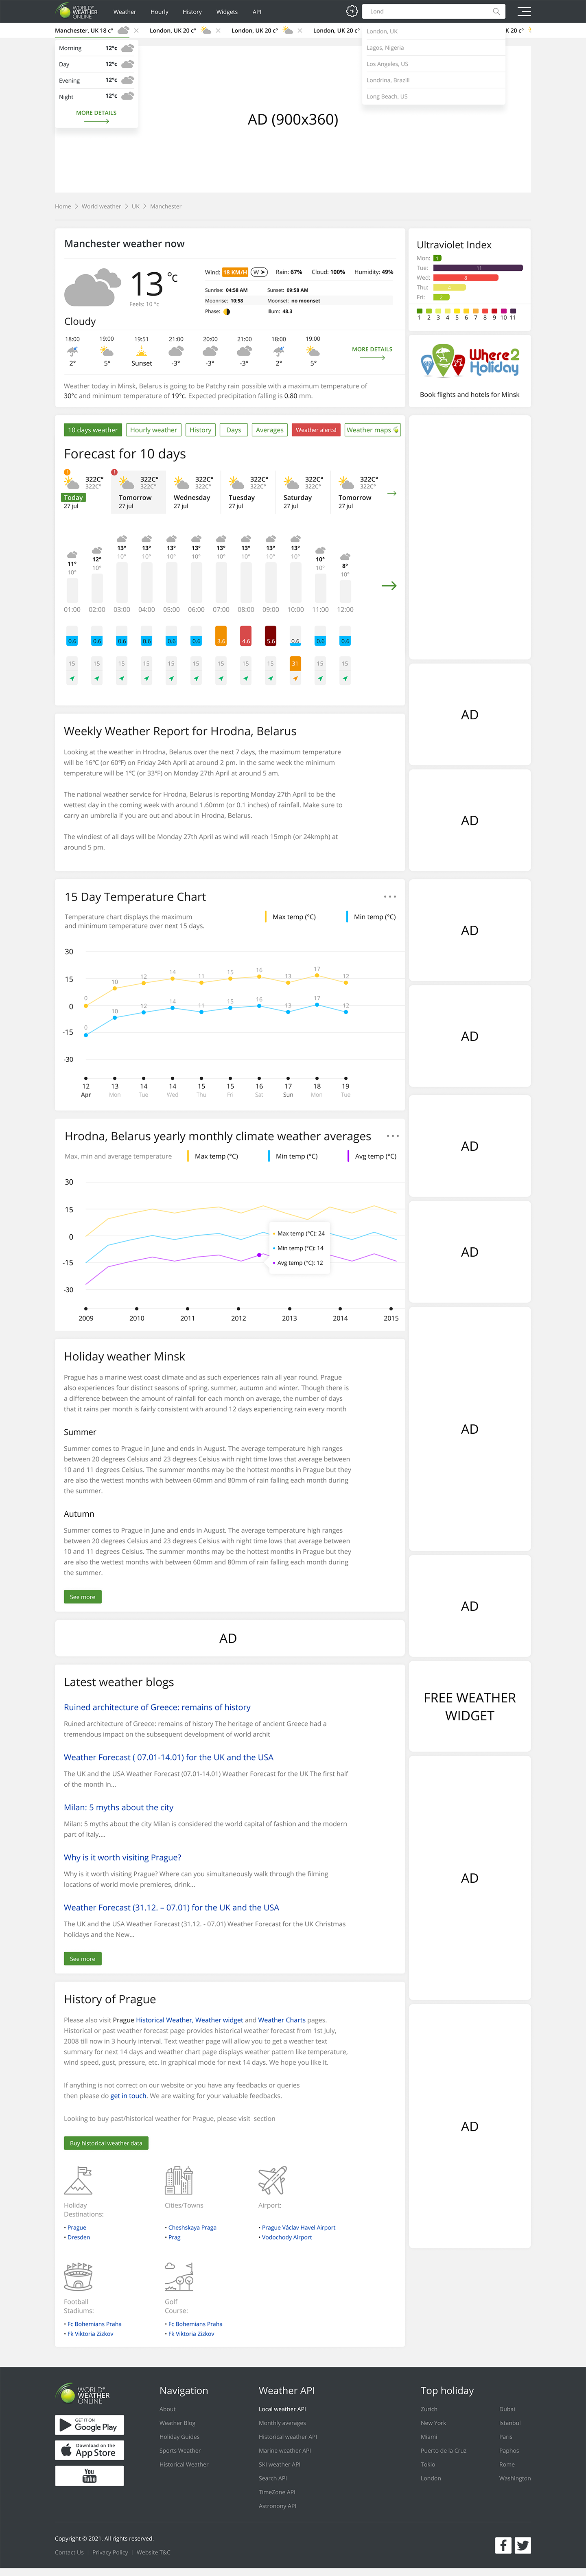 WORLD WEATHER ONLINE
Weather Hourly History Widgets API
Lond
Manchester, UK 18 c° London, UK 20 c° London, UK 20 c° London, UK 20 c° K 20 c°
Morning 12°c
Day 12°c
Evening 12°c
Night 12°c
MORE DETAILS
London, UK
Lagos, Nigeria
Los Angeles, US
Londrina, Brazill
Long Beach, US
AD (900x360)
Home > World weather > UK > Manchester
Manchester weather now
13 °c
Feels: 10 °c
Cloudy
Wind: 18 KM/H W Rain: 67% Cloud: 100% Humidity: 49%
Sunrise: 04:58 AM Sunset: 09:58 AM
Moonrise: 10:58 Moonset: no moonset
Phase: Illum: 48.3
18:00 19:00 19:51 21:00 20:00 21:00 18:00 19:00
2° 5° Sunset -3° -3° -3° 2° 5°
MORE DETAILS
Weather today in Minsk, Belarus is going to be Patchy rain possible with a maximum temperature of
30°c and minimum temperature of 19°c. Expected precipitation falling is 0.80 mm.
Ultraviolet Index
Mon: 1
Tue: 11
Wed: 8
Thu: 4
Fri: 2
1 2 3 4 5 6 7 8 9 10 11
Where2
Holiday
Book flights and hotels for Minsk
10 days weather Hourly weather History Days Averages Weather alerts! Weather maps
Forecast for 10 days
322C° 322C° 322C° 322C° 322C° 322C°
322C° 322C° 322C° 322C° 322C° 322C°
Today Tomorrow Wednesday Tuesday Saturday Tomorrow
27 jul 27 jul 27 jul 27 jul 27 jul 27 jul
11° 12° 13° 13° 13° 13° 13° 13° 13° 13° 10° 8°
10° 10° 10° 10° 10° 10° 10° 10° 10° 10° 10° 10°
01:00 02:00 03:00 04:00 05:00 06:00 07:00 08:00 09:00 10:00 11:00 12:00
0.6 0.6 0.6 0.6 0.6 0.6 3.6 4.6 5.6 0.6 0.6 0.6
15 15 15 15 15 15 15 15 15 31 15 15
AD
Weekly Weather Report for Hrodna, Belarus
Looking at the weather in Hrodna, Belarus over the next 7 days, the maximum temperature
will be 16℃ (or 60℉) on Friday 24th April at around 2 pm. In the same week the minimum
temperature will be 1℃ (or 33℉) on Monday 27th April at around 5 am.
The national weather service for Hrodna, Belarus is reporting Monday 27th April to be the
wettest day in the coming week with around 1.60mm (or 0.1 inches) of rainfall. Make sure to
carry an umbrella if you are out and about in Hrodna, Belarus.
The windiest of all days will be Monday 27th April as wind will reach 15mph (or 24kmph) at
around 5 pm.
AD
15 Day Temperature Chart
Temperature chart displays the maximum
and minimum temperature over next 15 days.
Max temp (°C) Min temp (°C)
30
15
0
-15
-30
0 10 12 14 11 15 16 13 17 12
0 10 12 14 11 15 16 13 17 12
12 13 14 14 15 15 16 17 18 19
Apr Mon Tue Wed Thu Fri Sat Sun Mon Tue
AD
AD
Hrodna, Belarus yearly monthly climate weather averages
Max, min and average temperature Max temp (°C) Min temp (°C) Avg temp (°C)
30
15
0
-15
-30
Max temp (°C): 24
Min temp (°C): 14
Avg temp (°C): 12
2009 2010 2011 2012 2013 2014 2015
AD
AD
Holiday weather Minsk
Prague has a marine west coast climate and as such experiences rain all year round. Prague
also experiences four distinct seasons of spring, summer, autumn and winter. Though there is
a difference between the amount of rainfall for each month on average, the number of days
that it rains per month is fairly consistent with around 12 days experiencing rain every month
Summer
Summer comes to Prague in June and ends in August. The average temperature high ranges
between 20 degrees Celsius and 23 degrees Celsius with night time lows that average between
10 and 11 degrees Celsius. The summer months may be the hottest months in Prague but they
are also the wettest months with between 60mm and 80mm of rain falling each month during
the summer.
Autumn
Summer comes to Prague in June and ends in August. The average temperature high ranges
between 20 degrees Celsius and 23 degrees Celsius with night time lows that average between
10 and 11 degrees Celsius. The summer months may be the hottest months in Prague but they
are also the wettest months with between 60mm and 80mm of rain falling each month during
the summer.
See more
AD
AD
AD
FREE WEATHER
WIDGET
Latest weather blogs
Ruined architecture of Greece: remains of history
Ruined architecture of Greece: remains of history The heritage of ancient Greece had a
tremendous impact on the subsequent development of world archit
Weather Forecast ( 07.01-14.01) for the UK and the USA
The UK and the USA Weather Forecast (07.01-14.01) Weather Forecast for the UK The first half
of the month in...
Milan: 5 myths about the city
Milan: 5 myths about the city Milan is considered the world capital of fashion and the modern
part of Italy....
Why is it worth visiting Prague?
Why is it worth visiting Prague? Where can you simultaneously walk through the filming
locations of world movie premieres, drink...
Weather Forecast (31.12. – 07.01) for the UK and the USA
The UK and the USA Weather Forecast (31.12. - 07.01) Weather Forecast for the UK Christmas
holidays and the New...
See more
AD
History of Prague
Please also visit Prague Historical Weather, Weather widget and Weather Charts pages.
Historical or past weather forecast page provides historical weather forecast from 1st July,
2008 till now in 3 hourly interval. Text weather page will allow you to get a weather text
summary for next 14 days and weather chart page displays weather pattern like temperature,
wind speed, gust, pressure, etc. in graphical mode for next 14 days. We hope you like it.
If anything is not correct on our website or you have any feedbacks or queries
then please do get in touch. We are waiting for your valuable feedbacks.
Looking to buy past/historical weather for Prague, please visit section
Buy historical weather data
AD
Holiday
Destinations:
• Prague
• Dresden
Cities/Towns
• Cheshskaya Praga
• Prag
Airport:
• Prague Václav Havel Airport
• Vodochody Airport
Football
Stadiums:
• Fc Bohemians Praha
• Fk Viktoria Zizkov
Golf
Course:
• Fc Bohemians Praha
• Fk Viktoria Zizkov
WORLD WEATHER ONLINE
GET IT ON
Google Play
Download on the
App Store
You Tube
Navigation
About
Weather Blog
Holiday Guides
Sports Weather
Historical Weather
Weather API
Local weather API
Monthly averages
Historical weather API
Marine weather API
SKI weather API
Search API
TimeZone API
Astronony API
Top holiday
Zurich Dubai
New York Istanbul
Miami Paris
Puerto de la Cruz Paphos
Tokio Rome
London Washington
Copyright © 2021. All rights reserved.
Contact Us Privacy Policy Website T&C